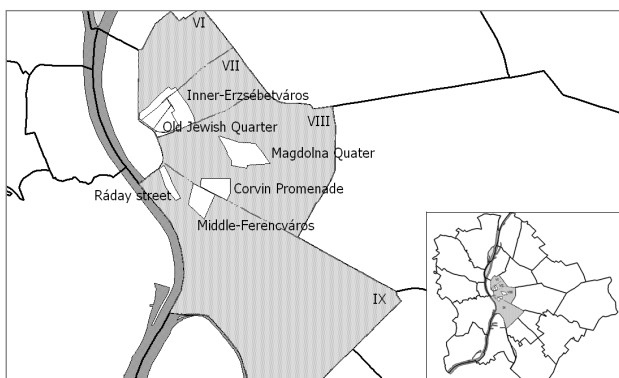 VI
VII
Inner-Erzsébetváros
Old Jewish Quarter
VIII
Magdolna Quater
Ráday street
Corvin Promenade
Middle-Ferencváros
IX